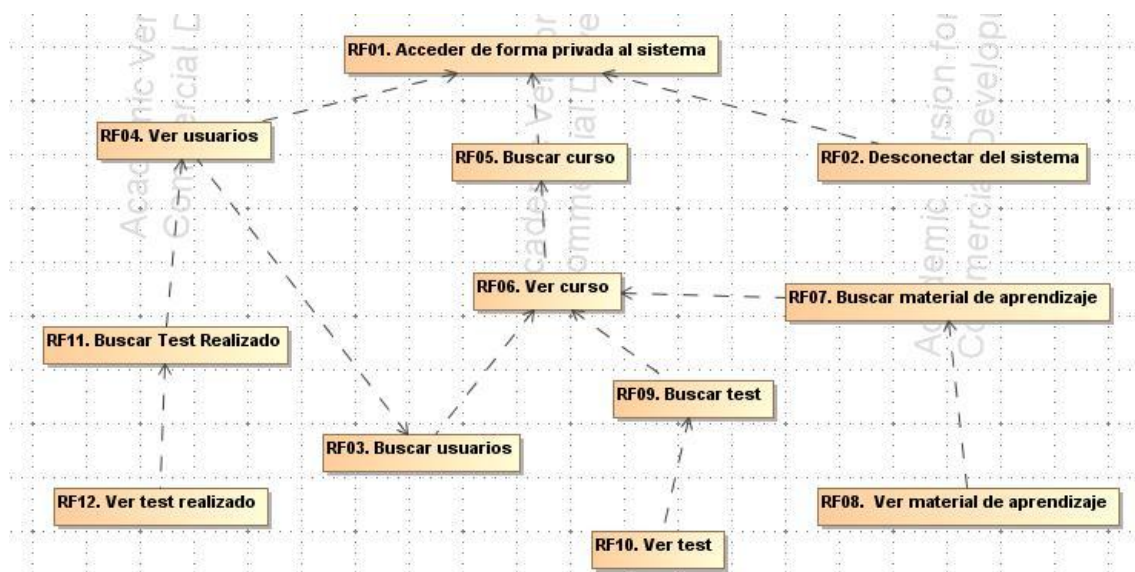 RF01. Acceder de forma privada al sistema
RF04. Ver usuarios
RF05. Buscar curso
RF02. Desconectar del sistema
RF06. Ver curso
RF07. Buscar material de aprendizaje
RF11. Buscar Test Realizado
RF09. Buscar test
RF03. Buscar usuarios
RF12. Ver test realizado
RF08. Ver material de aprendizaje
RF10. Ver test